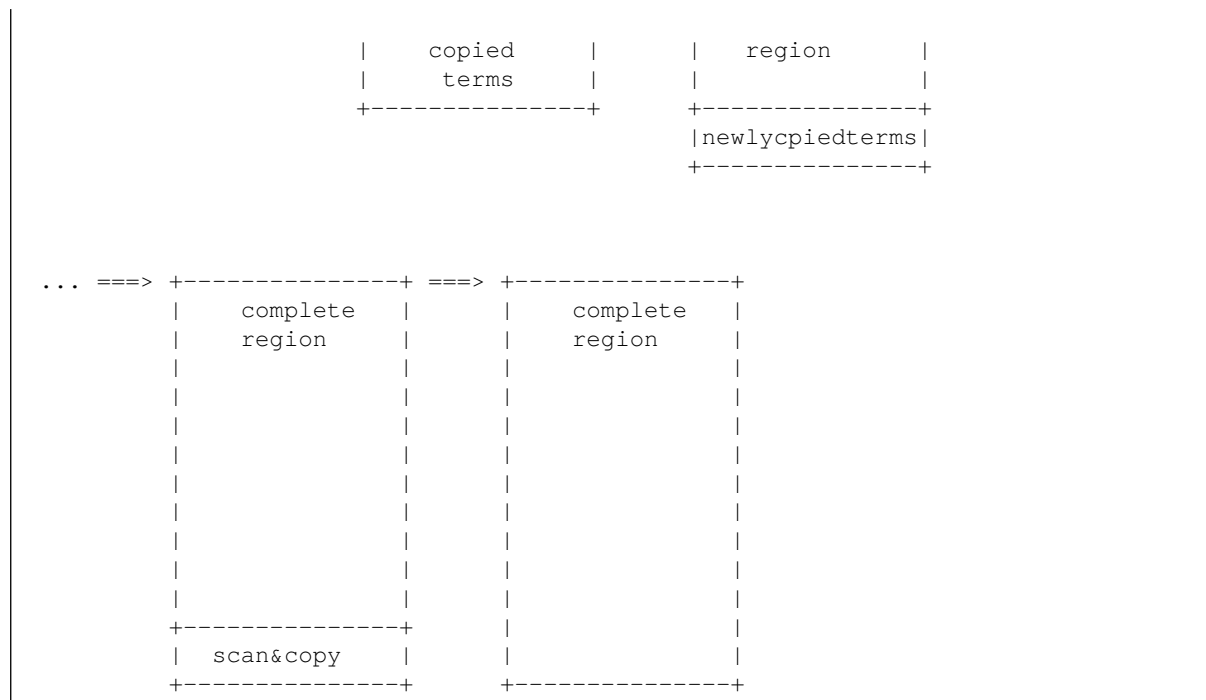 |     copied     |      |   region      |
|      terms     |      |               |
+---------------+      +---------------+
|newlycpiedterms|
+---------------+
... ===> +---------------+ ===> +---------------+
|    complete   |      |    complete   |
|    region     |      |    region     |
|               |      |               |
|               |      |               |
|               |      |               |
|               |      |               |
|               |      |               |
|               |      |               |
|               |      |               |
|               |      |               |
|               |      |               |
+---------------+      |               |
|  scan&copy    |      |               |
+---------------+      +---------------+